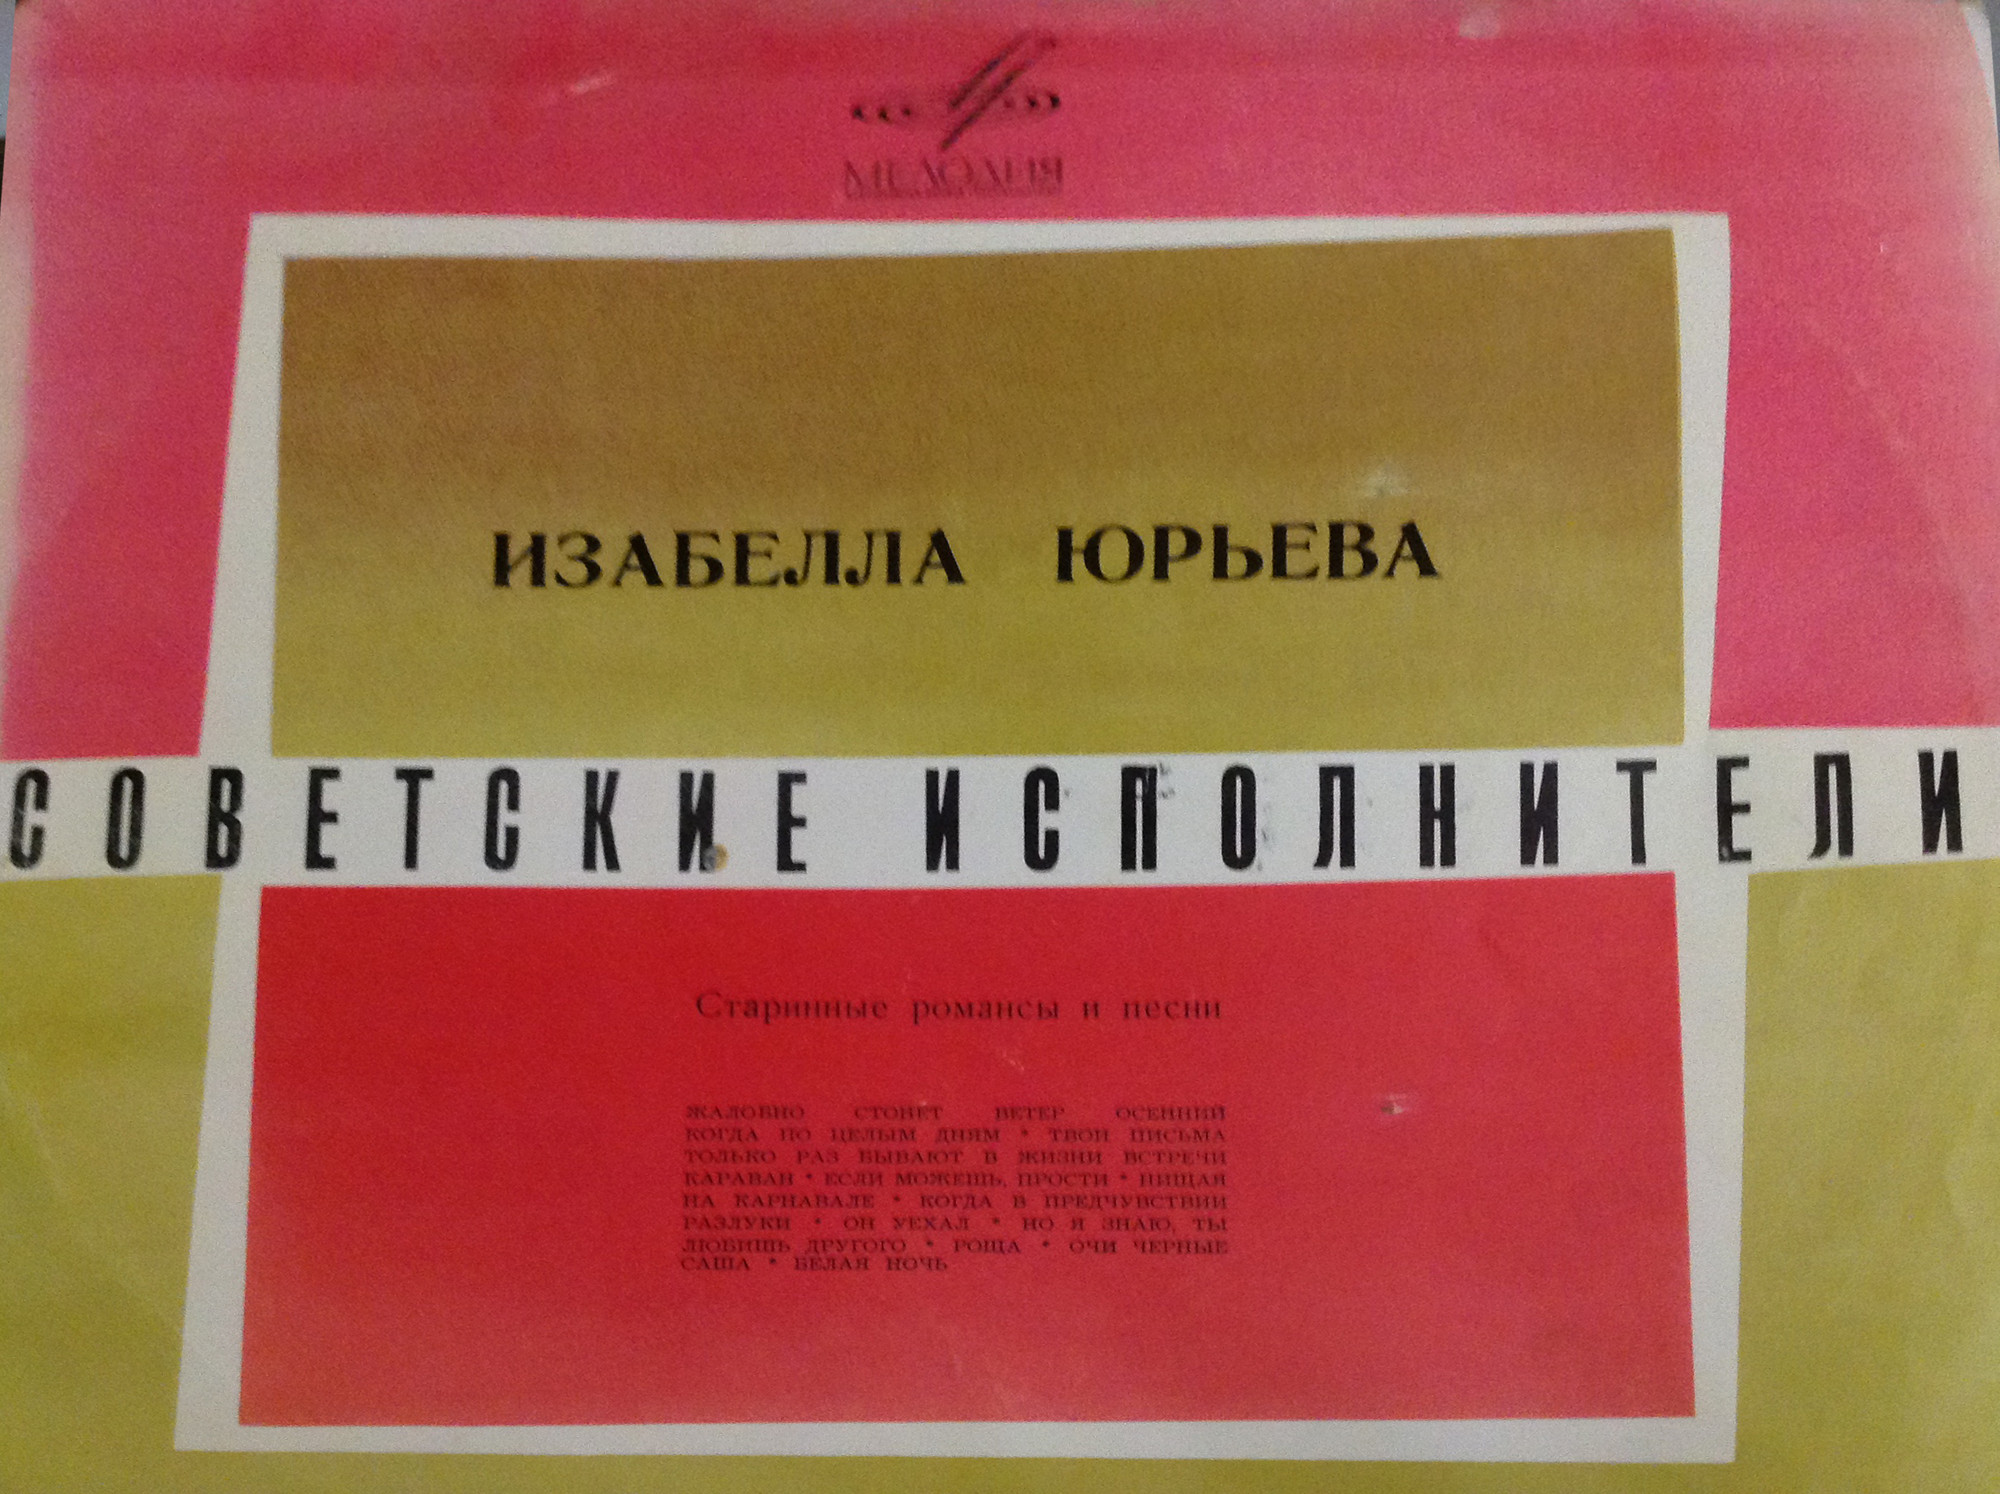 МЕЛОДИЯ
ИЗАБЕЛЛА ЮРЬЕВА
СОВЕТСКИЕ ИСПОЛНИТЕЛИ
Старинные романсы и песни
ЖАЛОБНО СТОНЕТ ВЕТЕР ОСЕННИЙ
КОГДА ПО ЦЕЛЫМ ДНЯМ * ТВОИ ПИСЬМА
ТОЛЬКО РАЗ БЫВАЮТ В ЖИЗНИ ВСТРЕЧИ
КАРАВАН * ЕСЛИ МОЖЕШЬ, ПРОСТИ * НИЩАЯ
НА КАРНАВАЛЕ * КОГДА В ПРЕДЧУВСТВИИ
РАЗЛУКИ * ОН УЕХАЛ * НО Я ЗНАЮ, ТЫ
ЛЮБИШЬ ДРУГОГО * РОЩА * ОЧИ ЧЕРНЫЕ
САША * БЕЛАЯ НОЧЬ